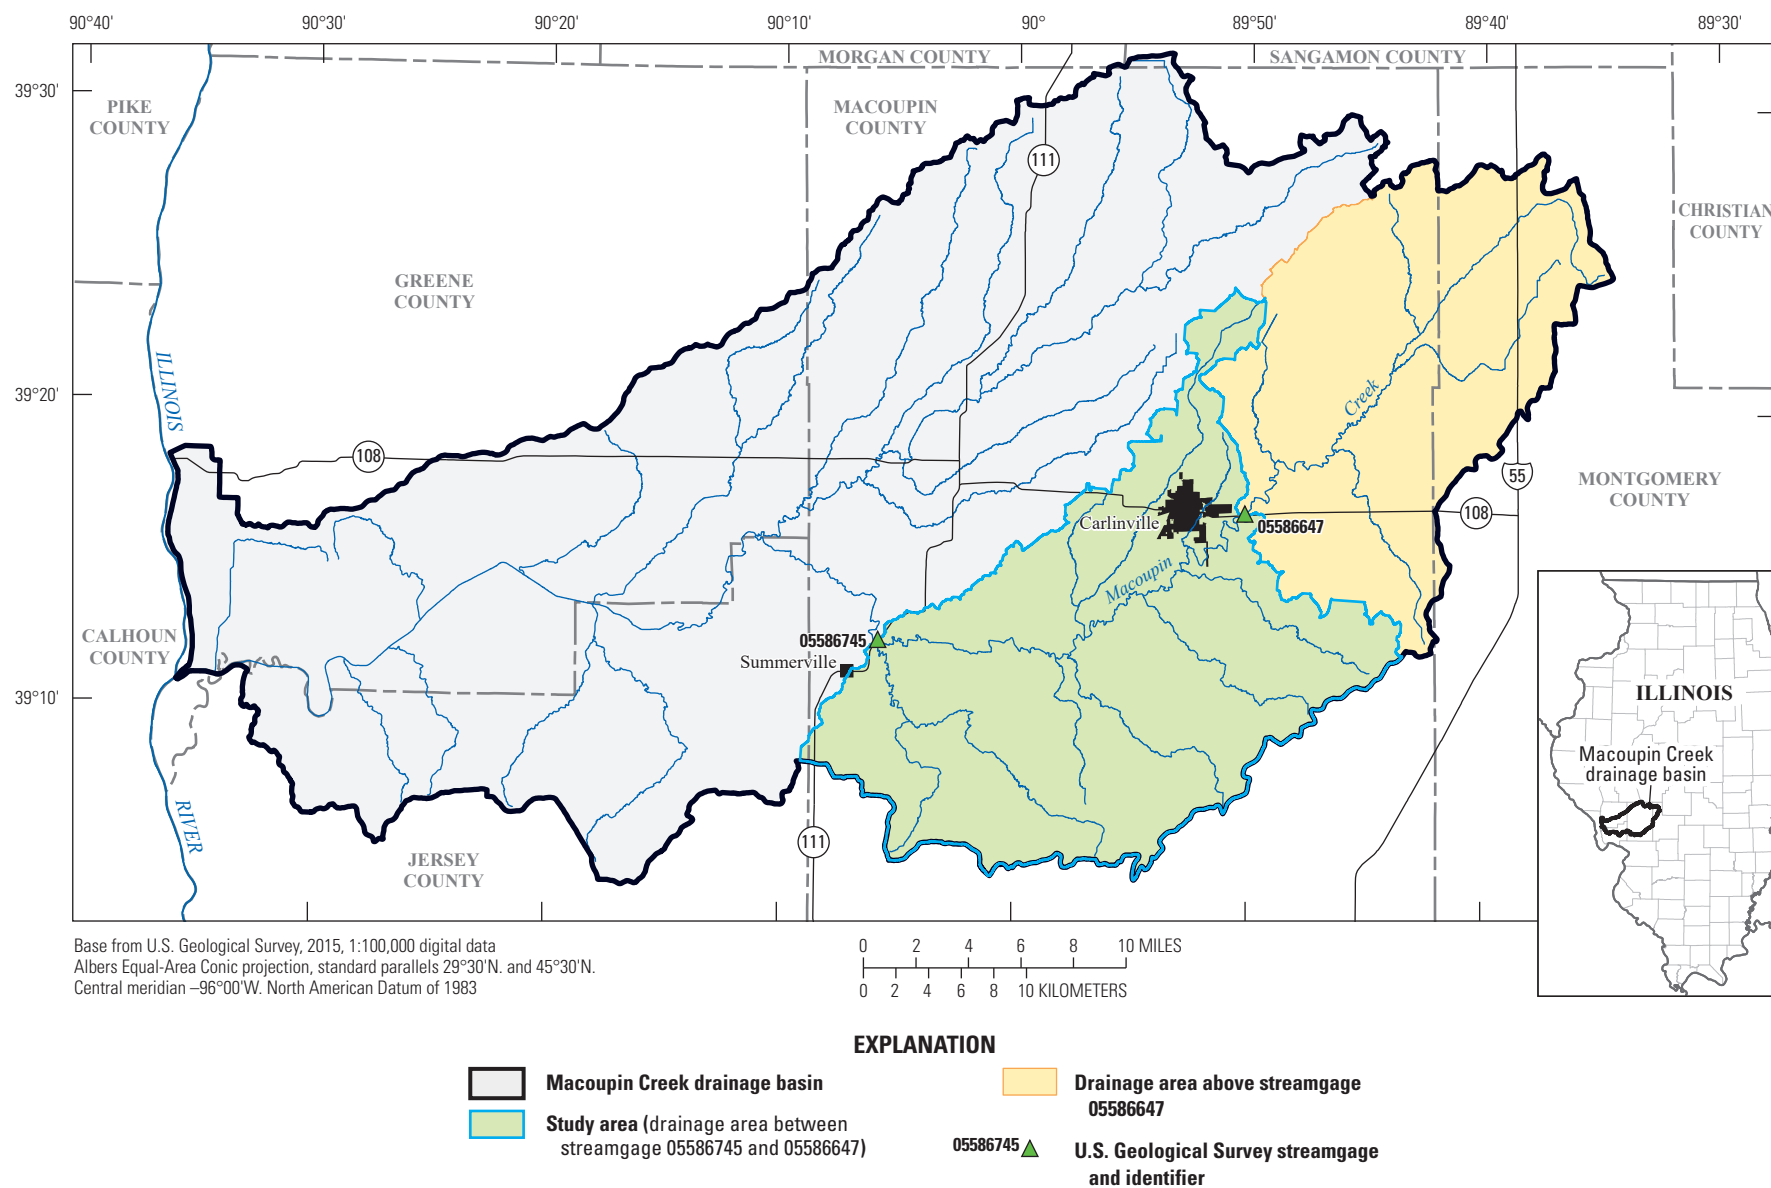 90°40'
90°30'
90°20'
90°10'
90°
89°50'
89°40'
89°30'
39°30'
39°20'
39°10'
MORGAN COUNTY
SANGAMON COUNTY
PIKE
COUNTY
MACOUPIN
COUNTY
111
CHRISTIAN
COUNTY
GREENE
COUNTY
ILLINOIS
Creek
108
55
MONTGOMERY
COUNTY
108
Carlinville
05586647
Macoupin
CALHOUN
COUNTY
05586745
Summerville
RIVER
111
JERSEY
COUNTY
ILLINOIS
Macoupin Creek
drainage basin
Base from U.S. Geological Survey, 2015, 1:100,000 digital data
Albers Equal-Area Conic projection, standard parallels 29°30'N. and 45°30'N.
Central meridian –96°00'W. North American Datum of 1983
0 2 4 6 8 10 MILES
0 2 4 6 8 10 KILOMETERS
EXPLANATION
Macoupin Creek drainage basin
Study area (drainage area between
streamgage 05586745 and 05586647)
Drainage area above streamgage
05586647
05586745
U.S. Geological Survey streamgage
and identifier